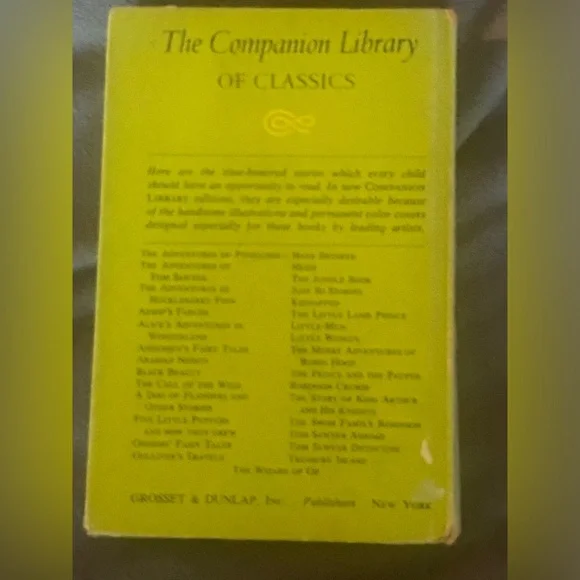 The Companion Library
OF CLASSICS
Here are the time-honored stories which every child
should have an opportunity to read. In new COMPANION
LIBRARY editions, they are especially desirable because
of the handsome illustrations and permanent color covers
designed especially for these books by leading artists.
THE ADVENTURES OF PINOCCHIO
THE ADVENTURES OF
TOM SAWYER
THE ADVENTURES OF
HUCKLEBERRY FINN
AESOP'S FABLES
ALICE'S ADVENTURES IN
WONDERLAND
ANDERSEN'S FAIRY TALES
ARABIAN NIGHTS
BLACK BEAUTY
THE CALL OF THE WILD
A DOG OF FLANDERS AND
OTHER STORIES
FIVE LITTLE PEPPERS
AND HOW THEY GREW
GRIMMS' FAIRY TALES
GULLIVER'S TRAVELS
HANS BRINKER
HEIDI
THE JUNGLE BOOK
JUST SO STORIES
KIDNAPPED
THE LITTLE LAME PRINCE
LITTLE MEN
LITTLE WOMEN
THE MERRY ADVENTURES OF
ROBIN HOOD
THE PRINCE AND THE PAUPER
ROBINSON CRUSOE
THE STORY OF KING ARTHUR
AND HIS KNIGHTS
THE SWISS FAMILY ROBINSON
TOM SAWYER ABROAD
TOM SAWYER DETECTIVE
TREASURE ISLAND
THE WIZARD OF OZ
GROSSET & DUNLAP, Inc. Publishers NEW YORK